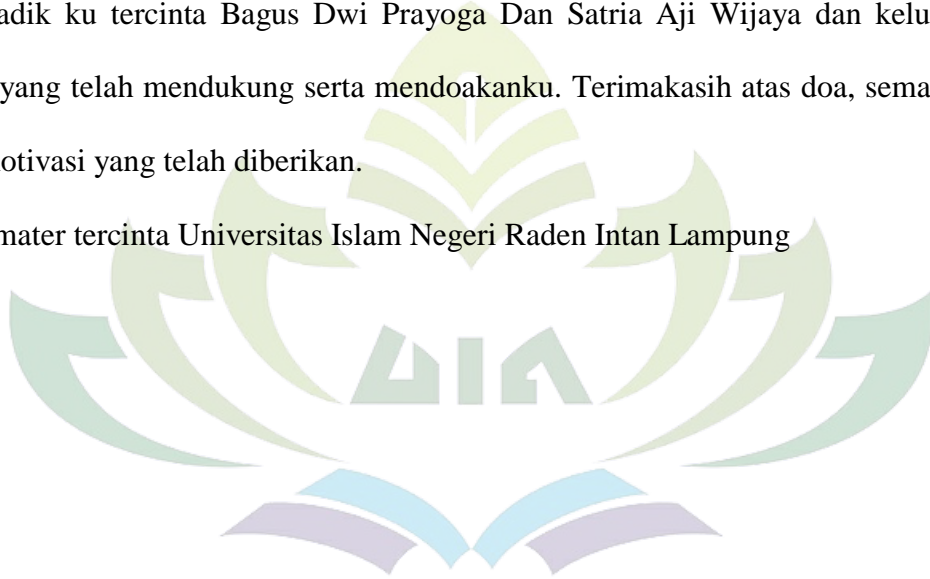 adik ku tercinta Bagus Dwi Prayoga Dan Satria Aji Wijaya dan kelu
yang telah mendukung serta mendoakanku. Terimakasih atas doa, sema
otivasi yang telah diberikan.
mater tercinta Universitas Islam Negeri Raden Intan Lampung
UIN